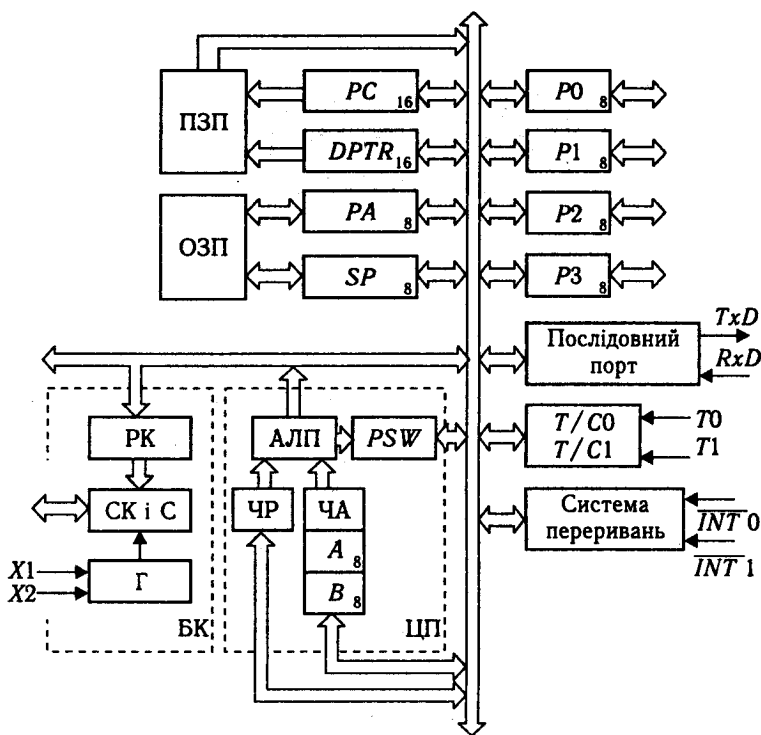 ПЗП
PC 16
P0 8
DPTR 16
P1 8
ОЗП
PA 8
P2 8
SP 8
P3 8
Послідовний
порт
TxD
RxD
РК
АЛП
PSW
T/C0
T/C1
T0
T1
СК і С
ЧР
ЧА
A 8
B 8
Система
переривань
INT 0
INT 1
X1
X2
Г
БК
ЦП